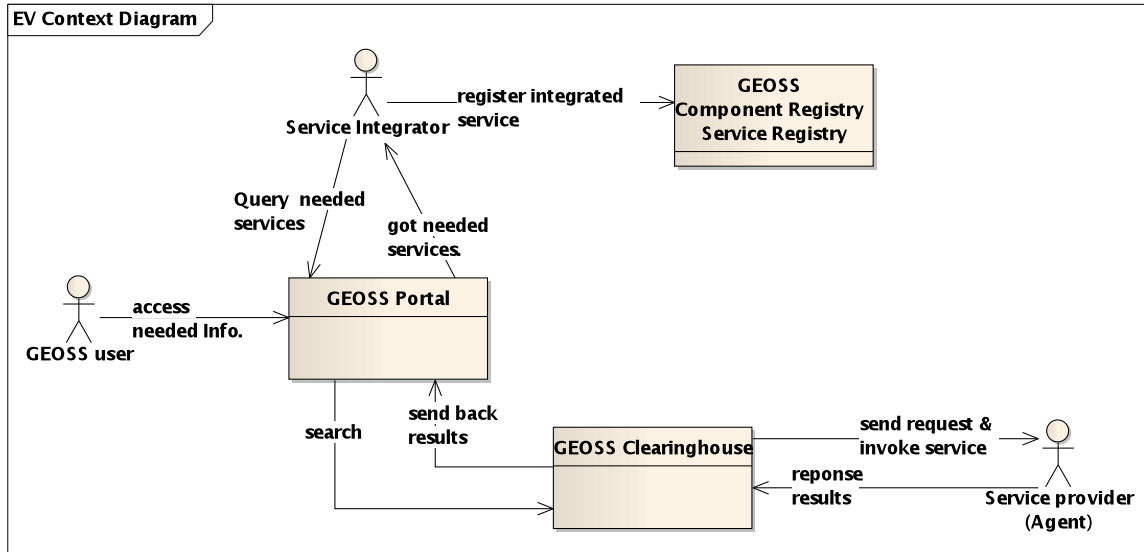 EV Context Diagram
register integrated
service
GEOSS
Component Registry
Service Registry
Service Integrator
Query  needed
services
got needed
services.
GEOSS Portal
access
needed Info.
GEOSS user
search
send back
results
GEOSS Clearinghouse
send request &
invoke service
reponse
results
Service provider
(Agent)